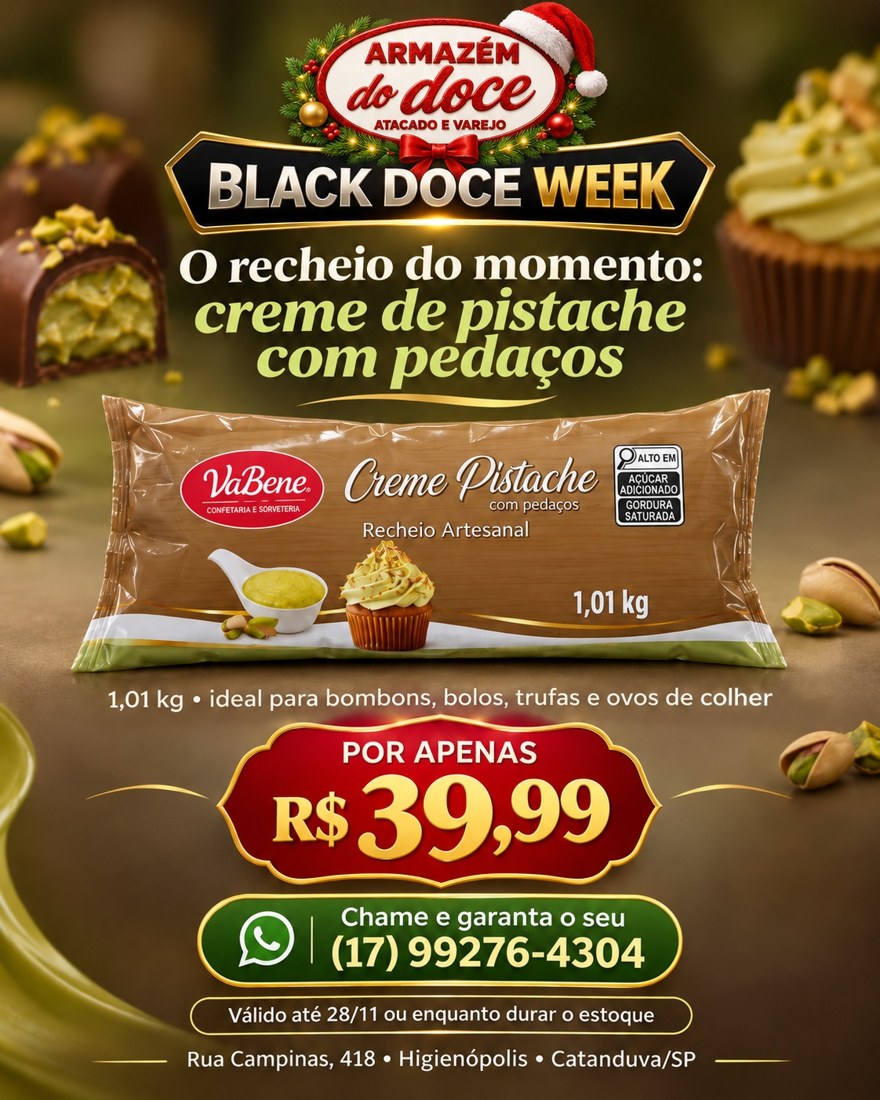 ARMAZÉM
do doce
ATACADO E VAREJO
BLACK DOCE WEEK
O recheio do momento:
creme de pistache
com pedaços
VaBene®
CONFETARIA E SORVETERIA
Creme Pistache
com pedaços
Recheio Artesanal
ALTO EM
AÇÚCAR
ADICIONADO
GORDURA
SATURADA
1,01 kg
1,01 kg • ideal para bombons, bolos, trufas e ovos de colher
POR APENAS
R$ 39,99
Chame e garanta o seu
(17) 99276-4304
Válido até 28/11 ou enquanto durar o estoque
Rua Campinas, 418 • Higienópolis • Catanduva/SP